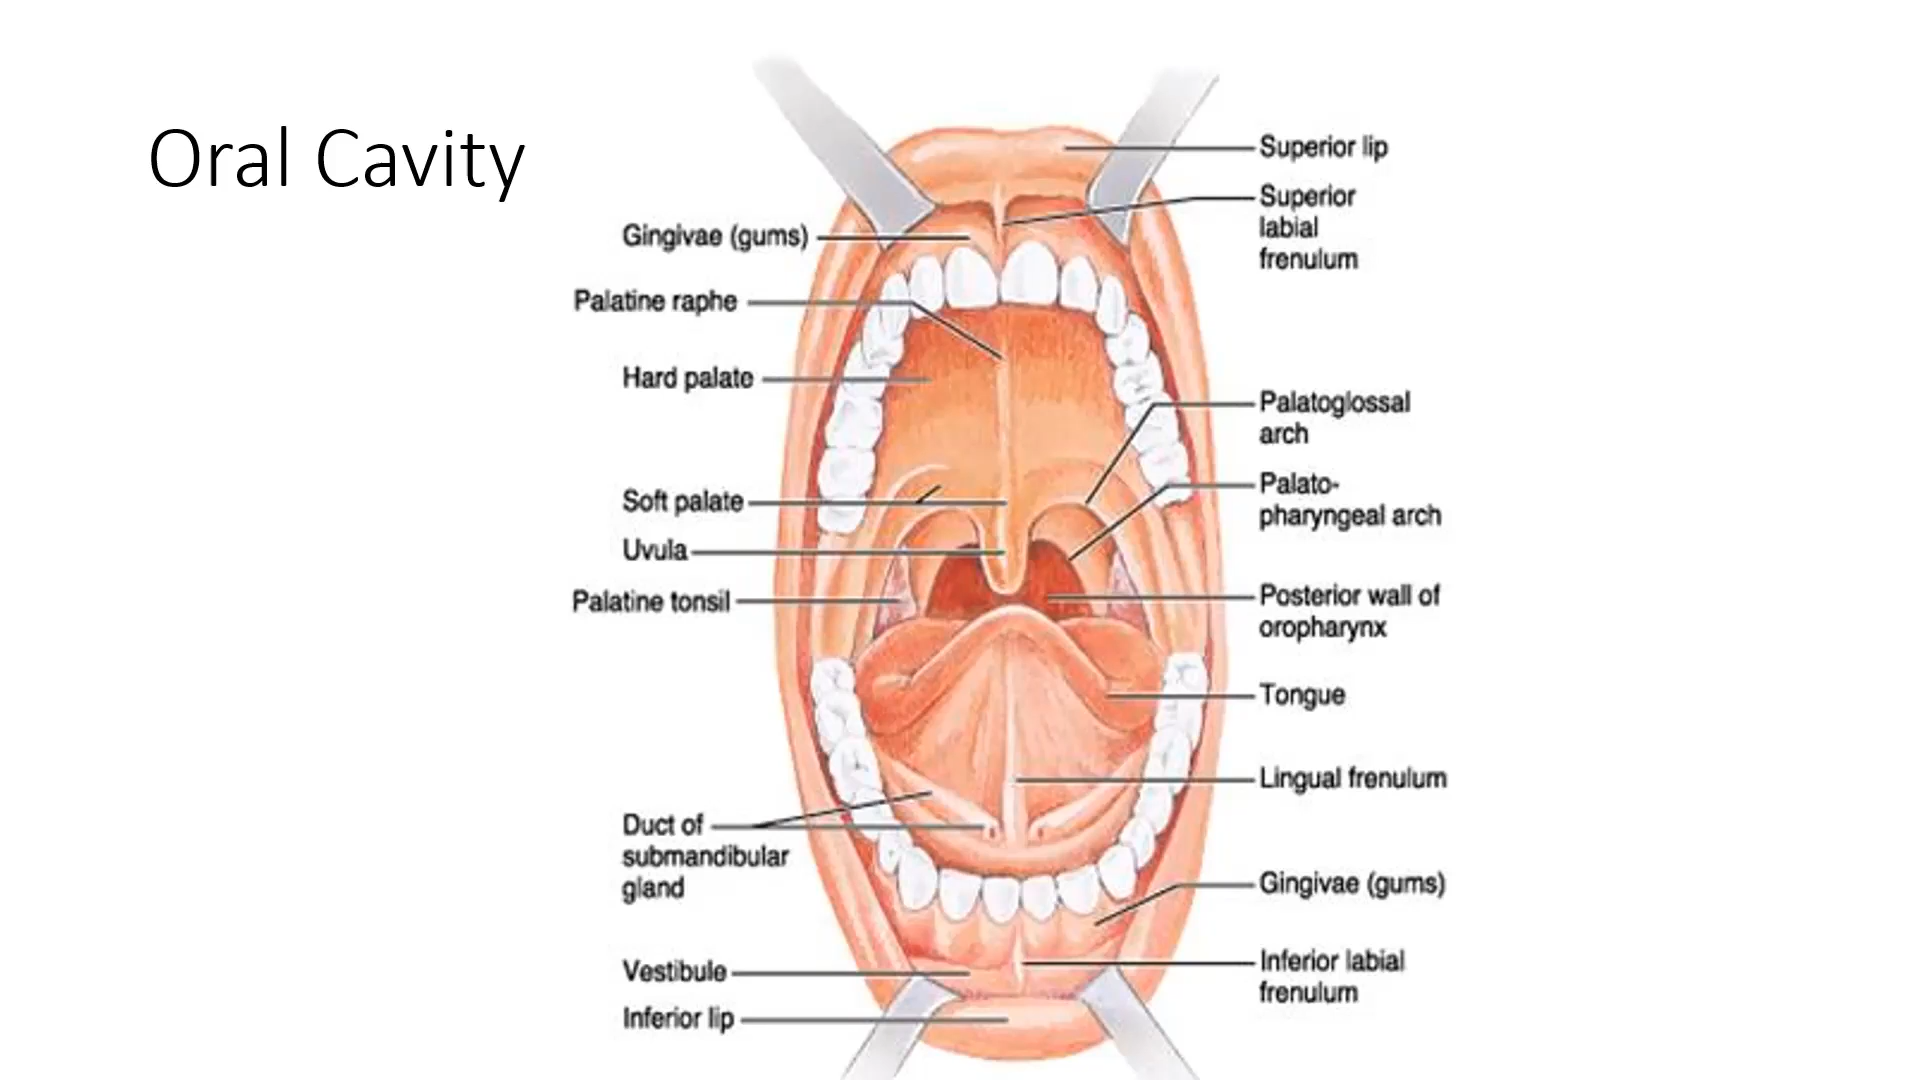 Oral Cavity
Gingivae (gums)
Palatine raphe
Hard palate
Soft palate
Uvula
Palatine tonsil
Duct of
submandibular
gland
Vestibule
Inferior lip
Superior lip
Superior
labial
frenulum
Palatoglossal
arch
Palato-
pharyngeal arch
Posterior wall of
oropharynx
Tongue
Lingual frenulum
Gingivae (gums)
Inferior labial
frenulum